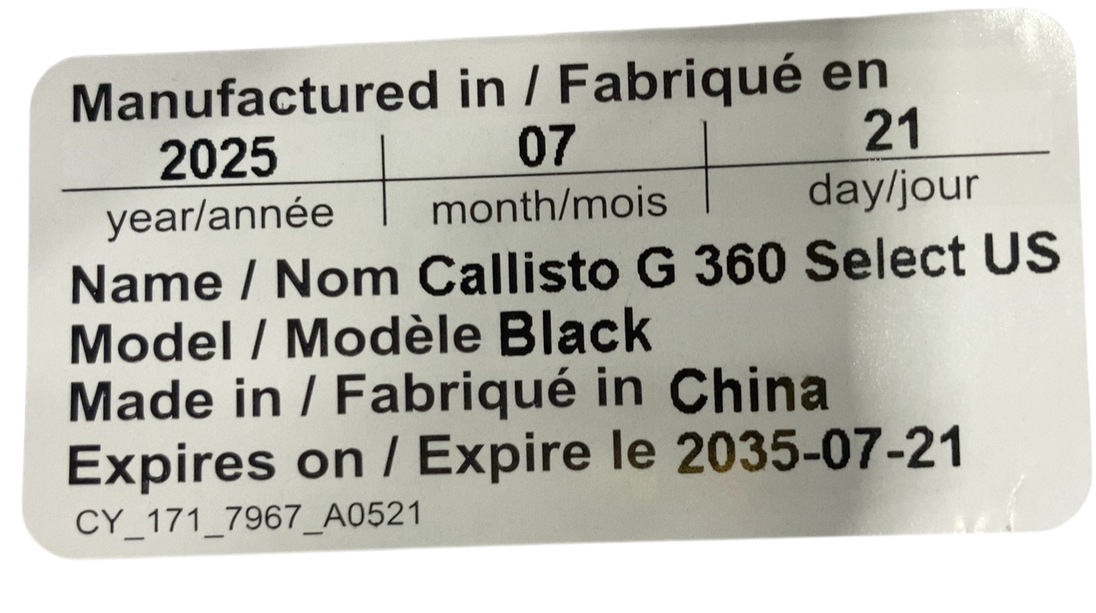 Manufactured in / Fabriqué en
2025 07 21
year/année month/mois day/jour
Name / Nom Callisto G 360 Select US
Model / Modèle Black
Made in / Fabriqué in China
Expires on / Expire le 2035-07-21
CY_171_7967_A0521